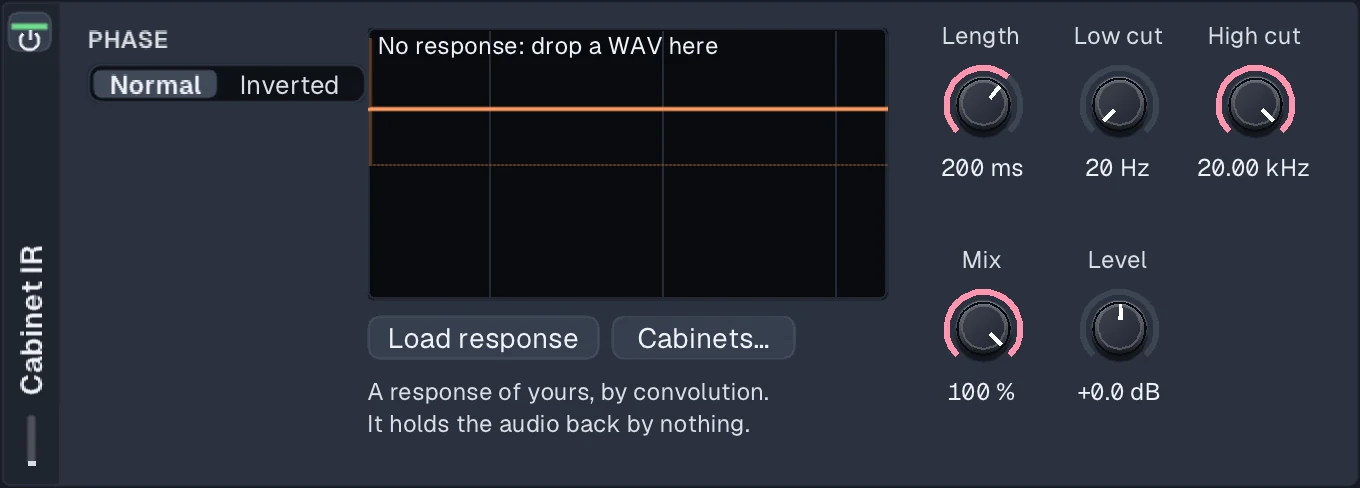 PHASE
Normal Inverted
Cabinet IR
No response: drop a WAV here
Load response Cabinets...
A response of yours, by convolution.
It holds the audio back by nothing.
Length Low cut High cut
200 ms 20 Hz 20.00 kHz
Mix Level
100 % +0.0 dB